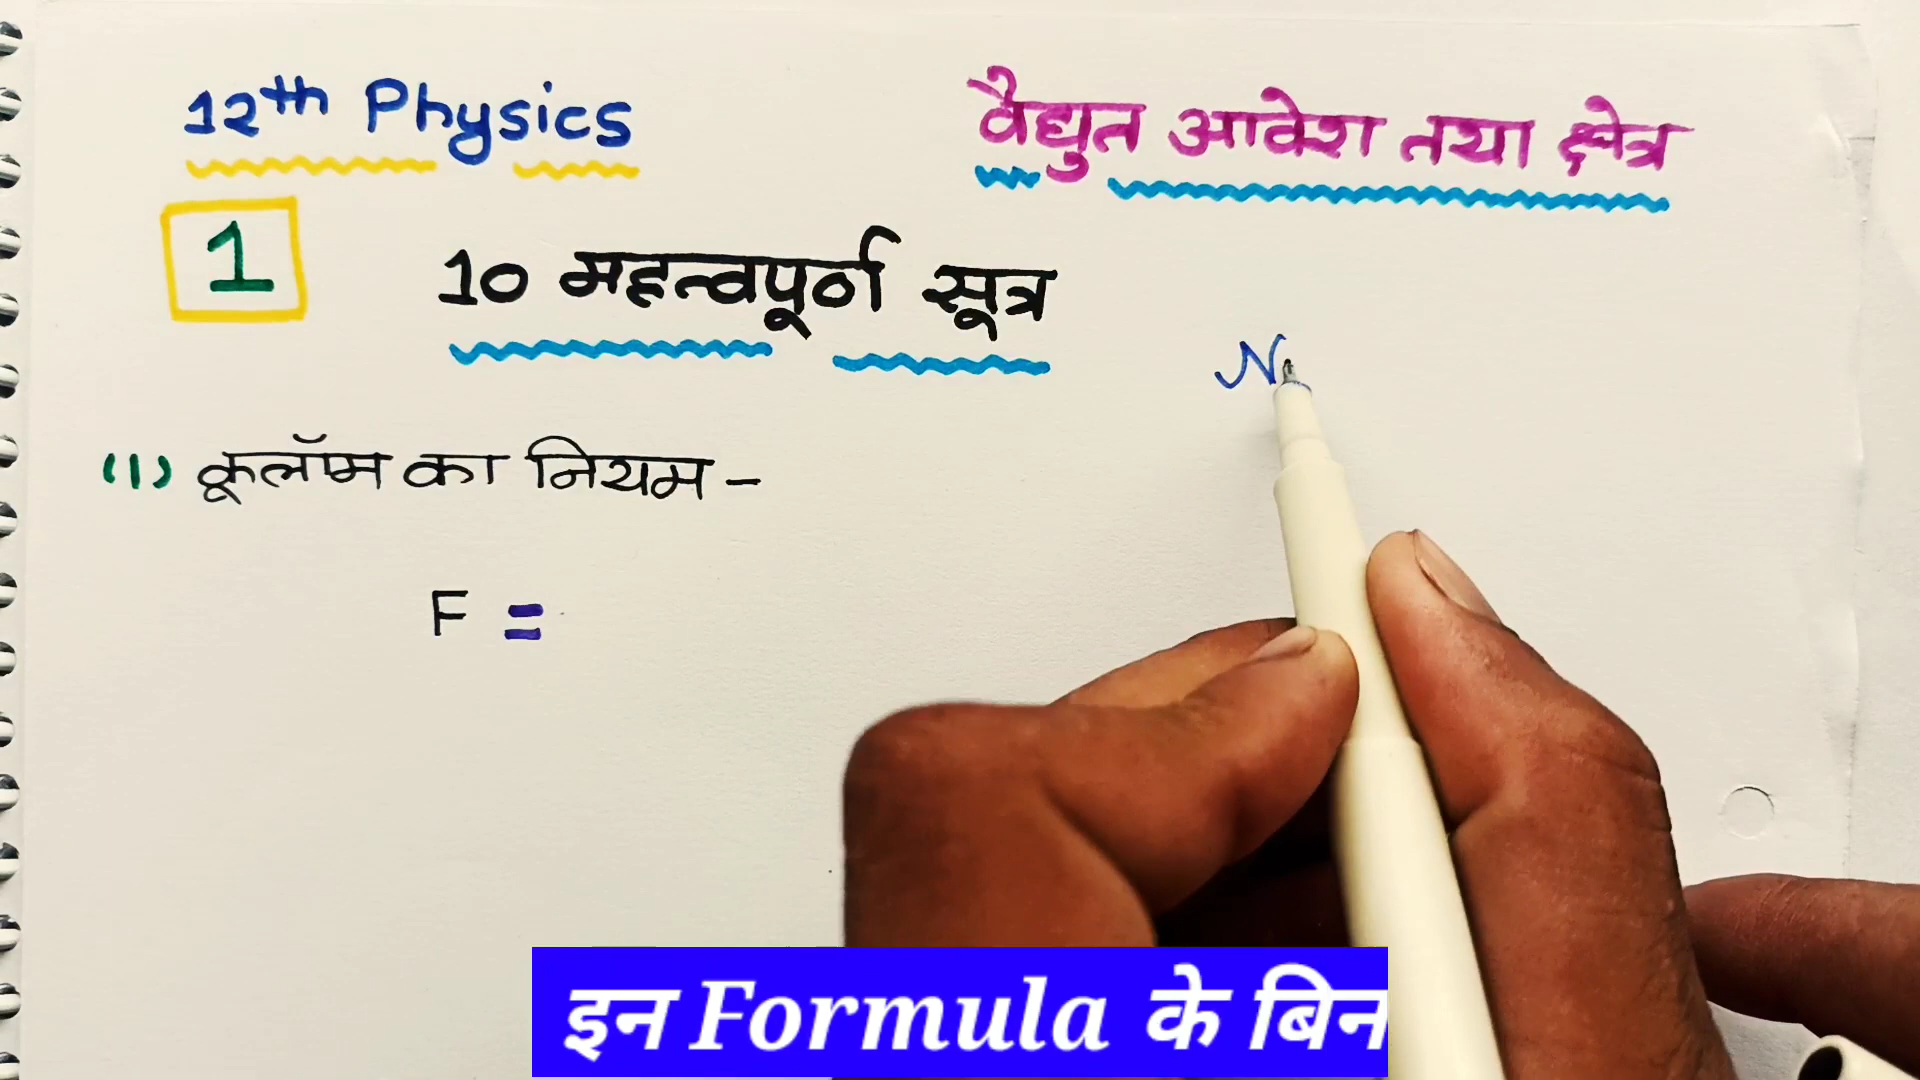 12th Physics
वैद्युत आवेश तथा क्षेत्र
1
10 महत्वपूर्ण सूत्र
N
(1) कूलॉम का नियम -
F =
इन Formula के बिन